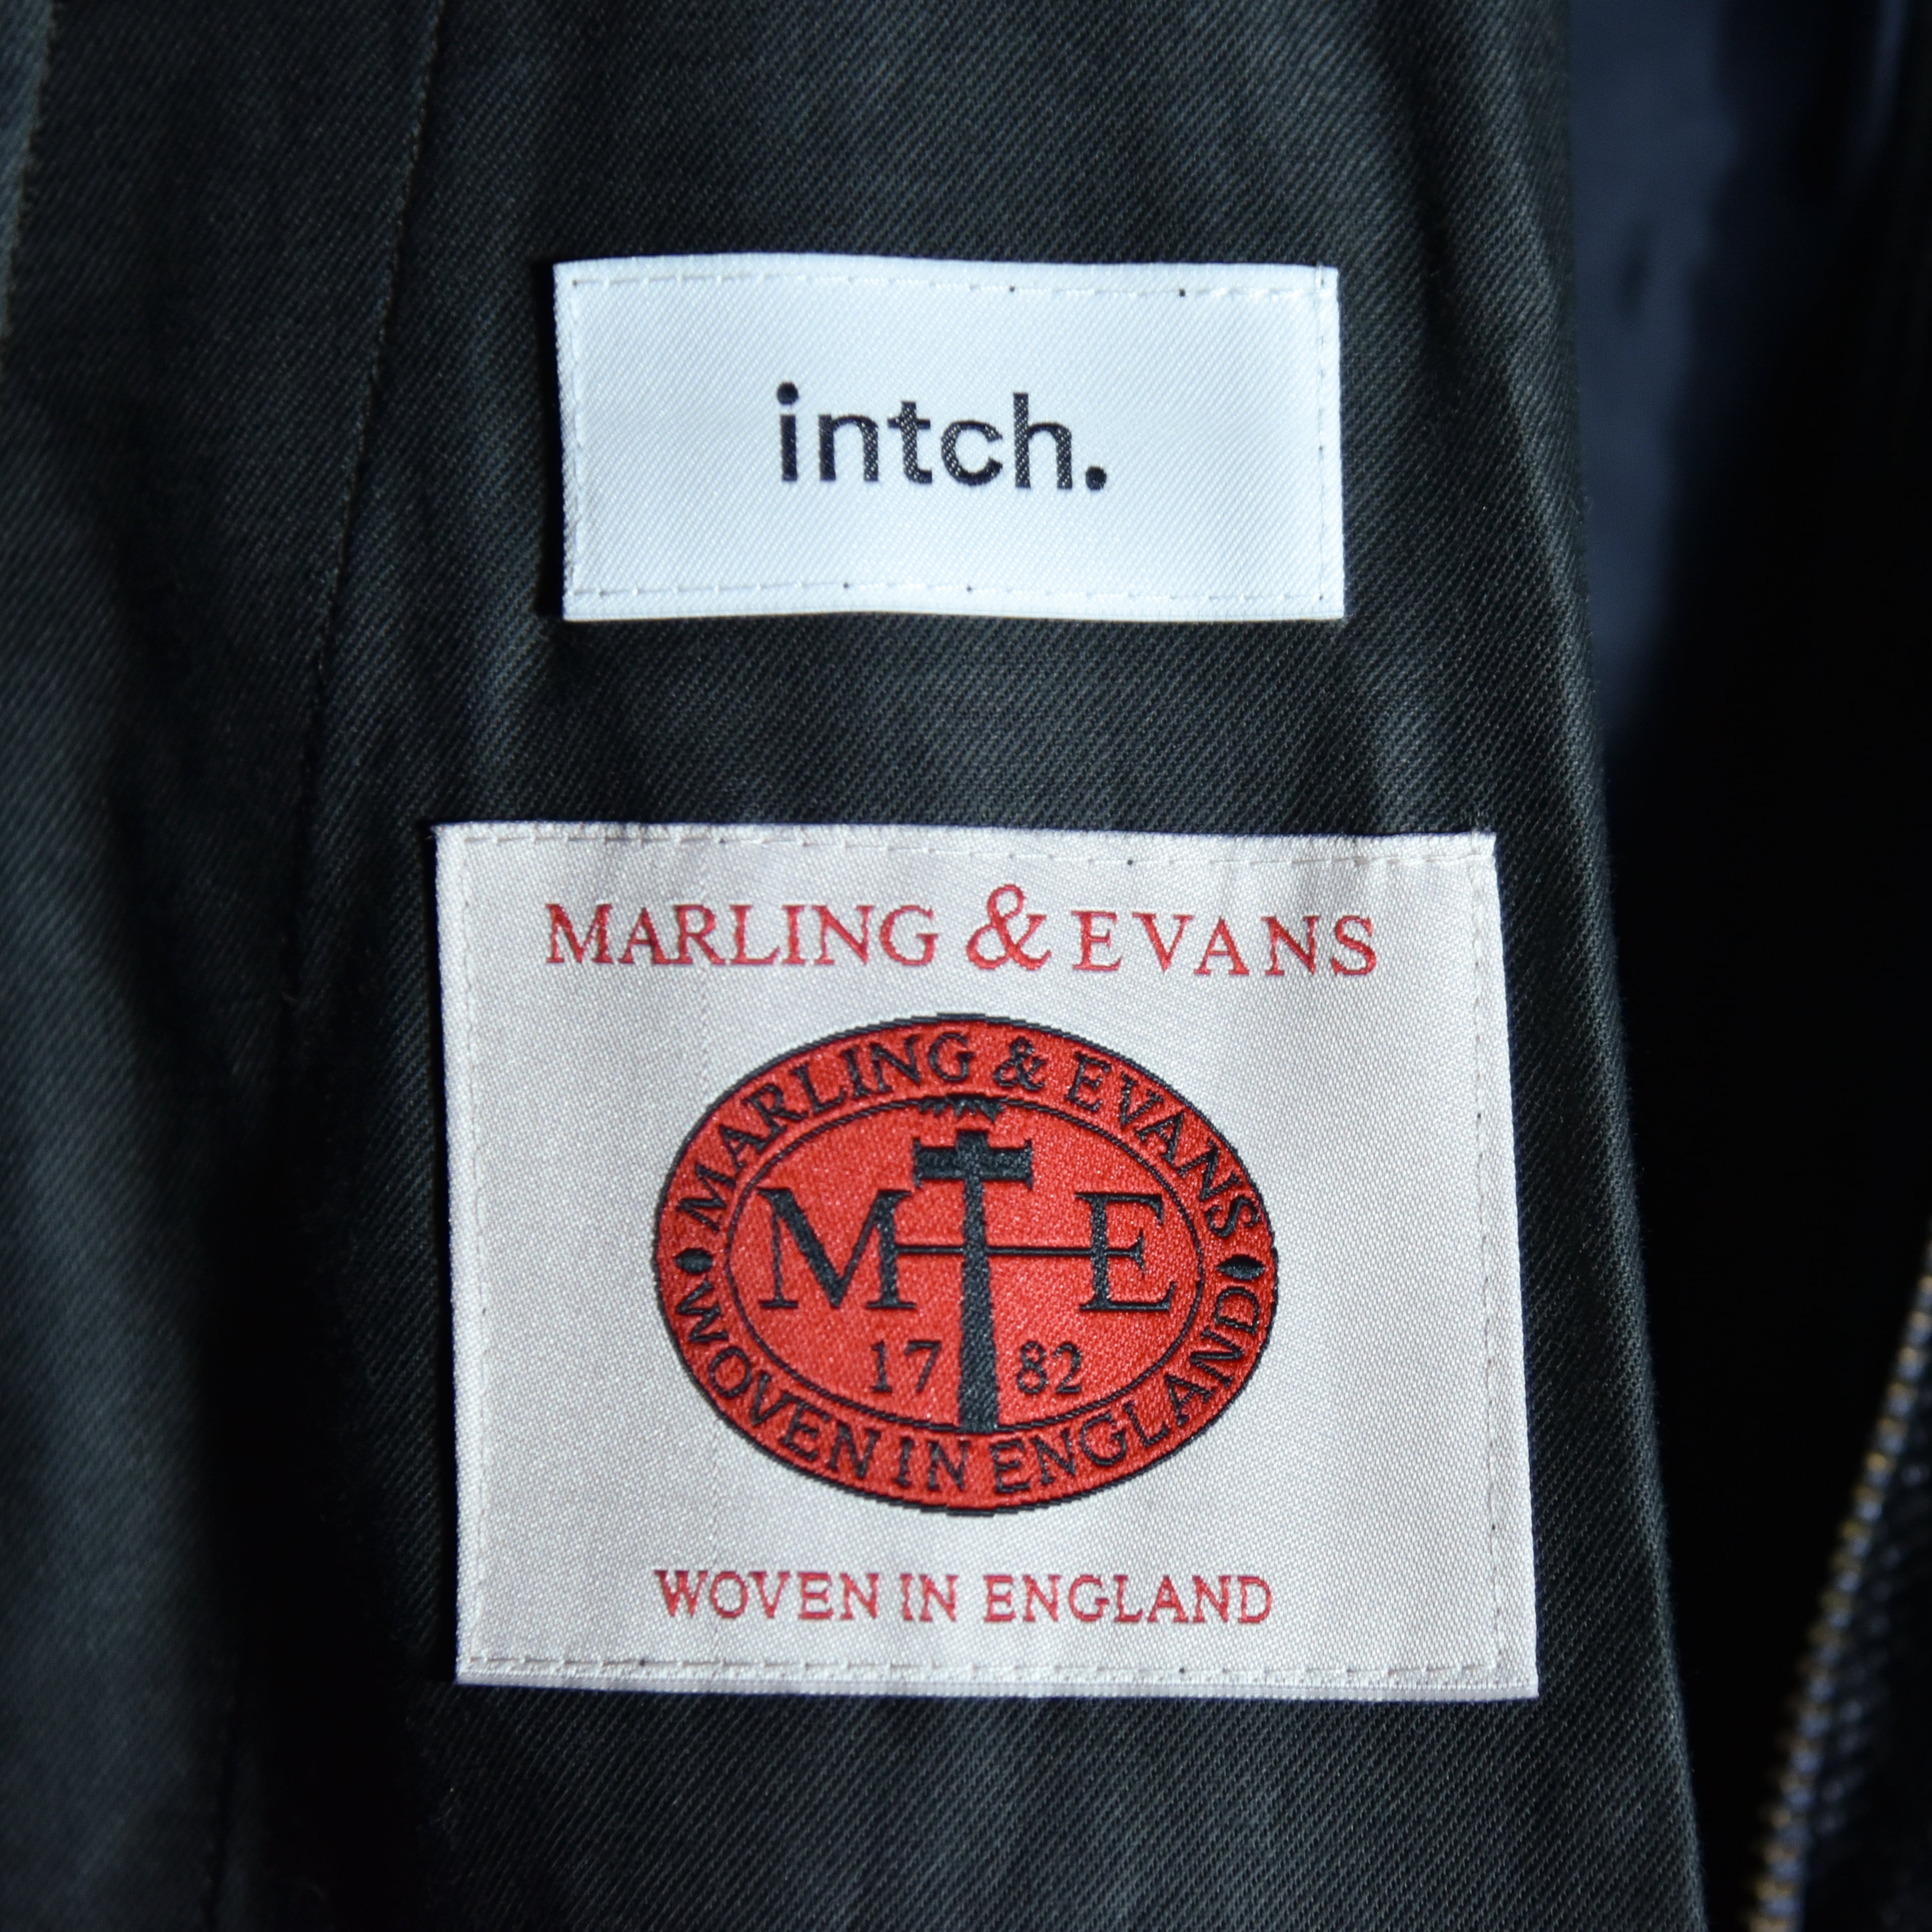 intch.
MARLING & EVANS
MARLING & EVANS
M E
17 82
WOVEN IN ENGLAND
WOVEN IN ENGLAND